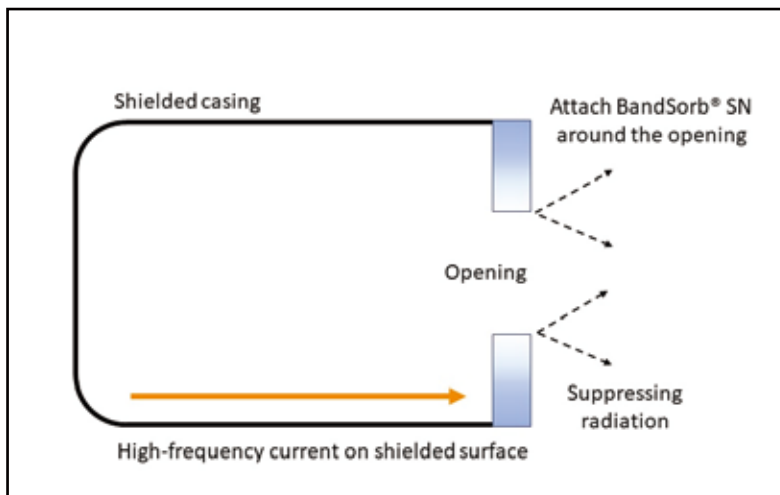 Shielded casing
Attach BandSorb® SN
around the opening
Opening
Suppressing
radiation
High-frequency current on shielded surface